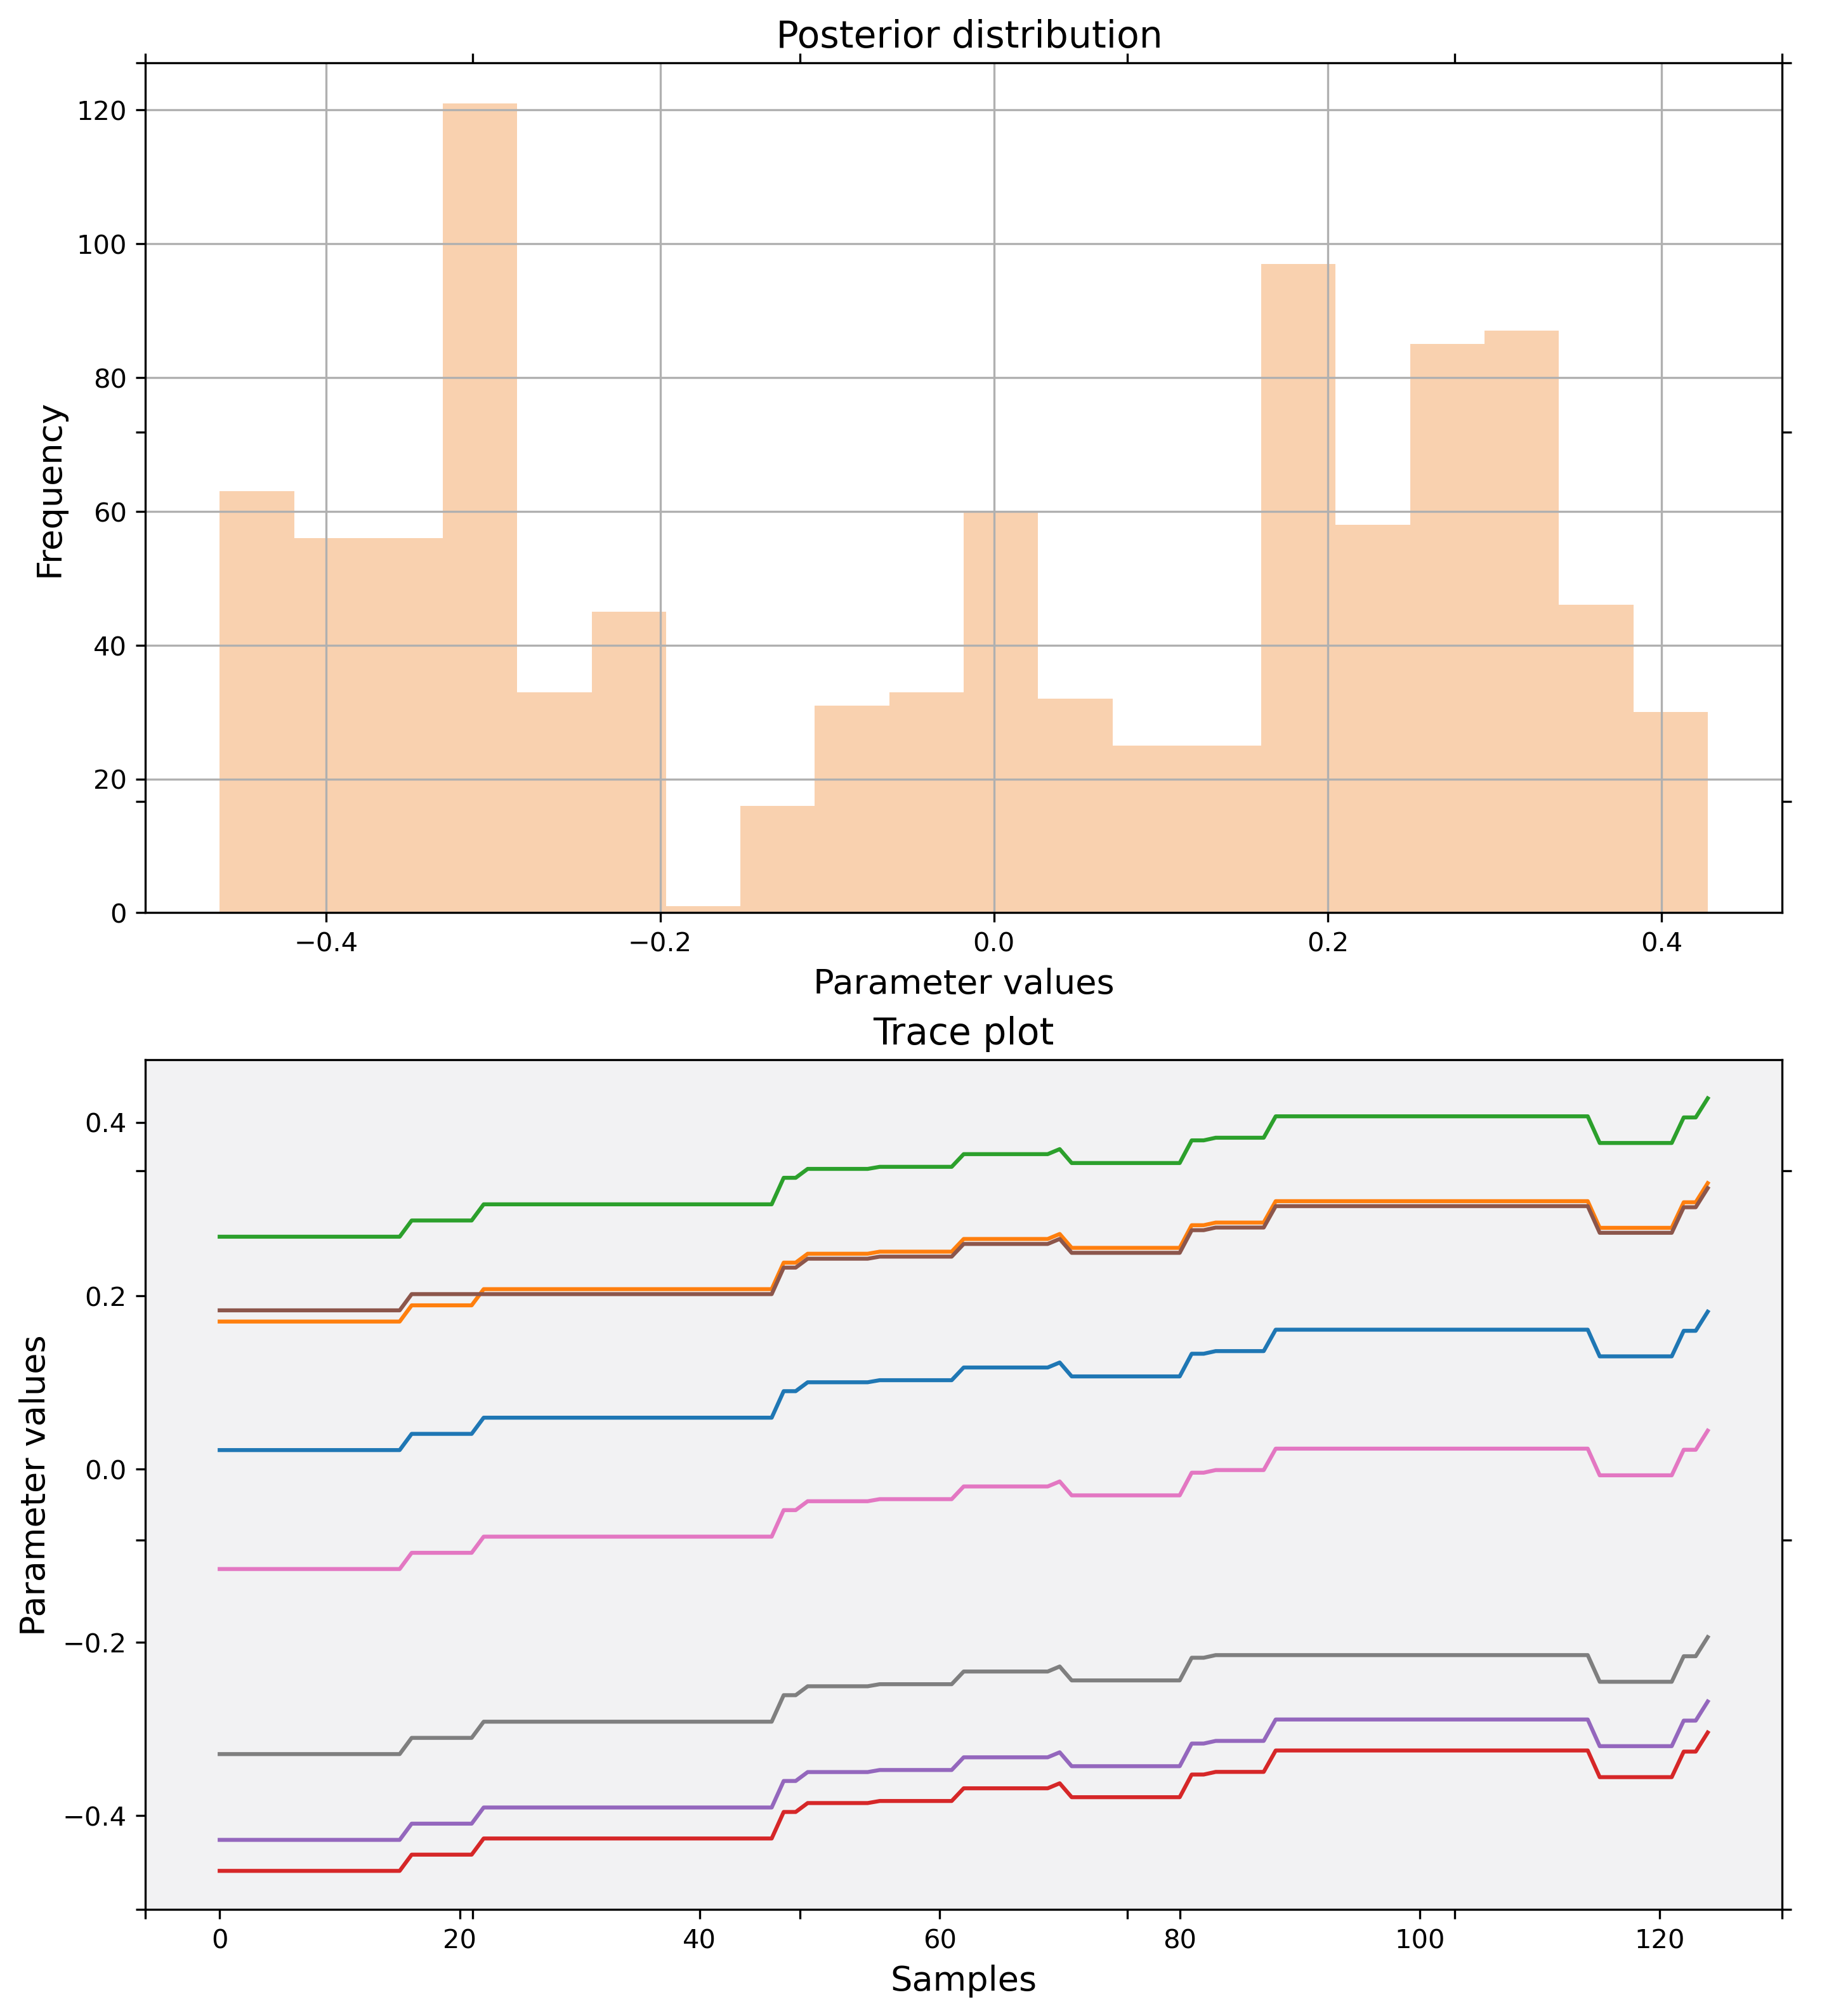 Posterior distribution
120
100
80
60
40
20
0
Frequency
−0.4 −0.2 0.0 0.2 0.4
Parameter values
Trace plot
0.4
0.2
0.0
−0.2
−0.4
Parameter values
0 20 40 60 80 100 120
Samples